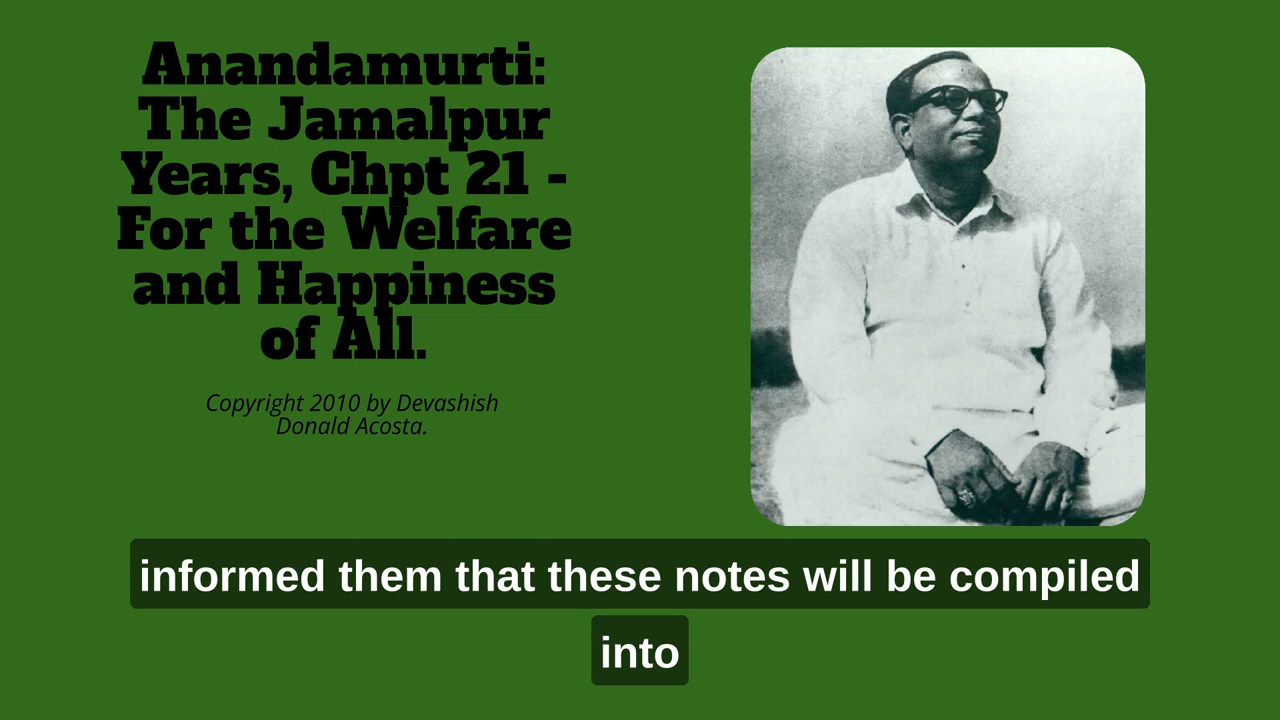 Anandamurti:
The Jamalpur
Years, Chpt 21 -
For the Welfare
and Happiness
of All.
Copyright 2010 by Devashish
Donald Acosta.
informed them that these notes will be compiled
into